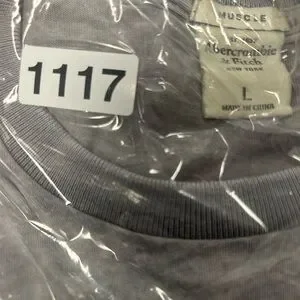 1117
MUSCLE
Abercrombie
& Fitch
NEW YORK
L
MADE IN CHINA